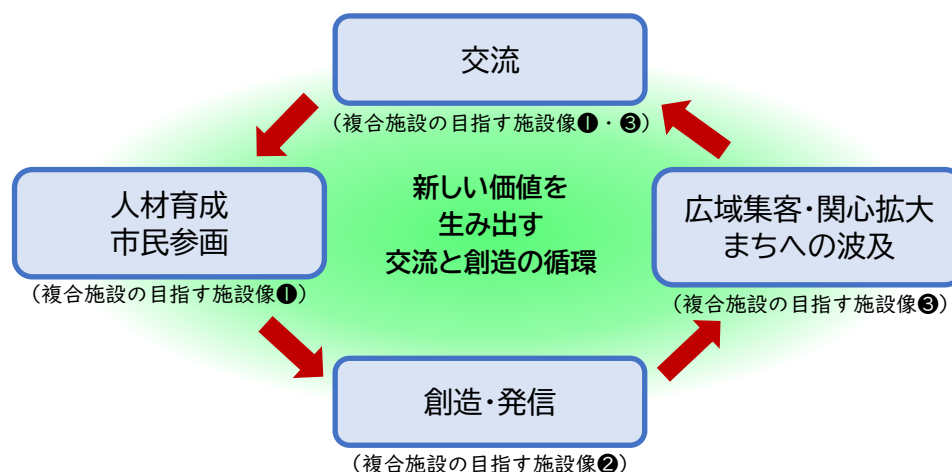 交流
（複合施設の目指す施設像❶・❸）
人材育成
市民参画
（複合施設の目指す施設像❶）
新しい価値を
生み出す
交流と創造の循環
広域集客・関心拡大
まちへの波及
（複合施設の目指す施設像❸）
創造・発信
（複合施設の目指す施設像❷）